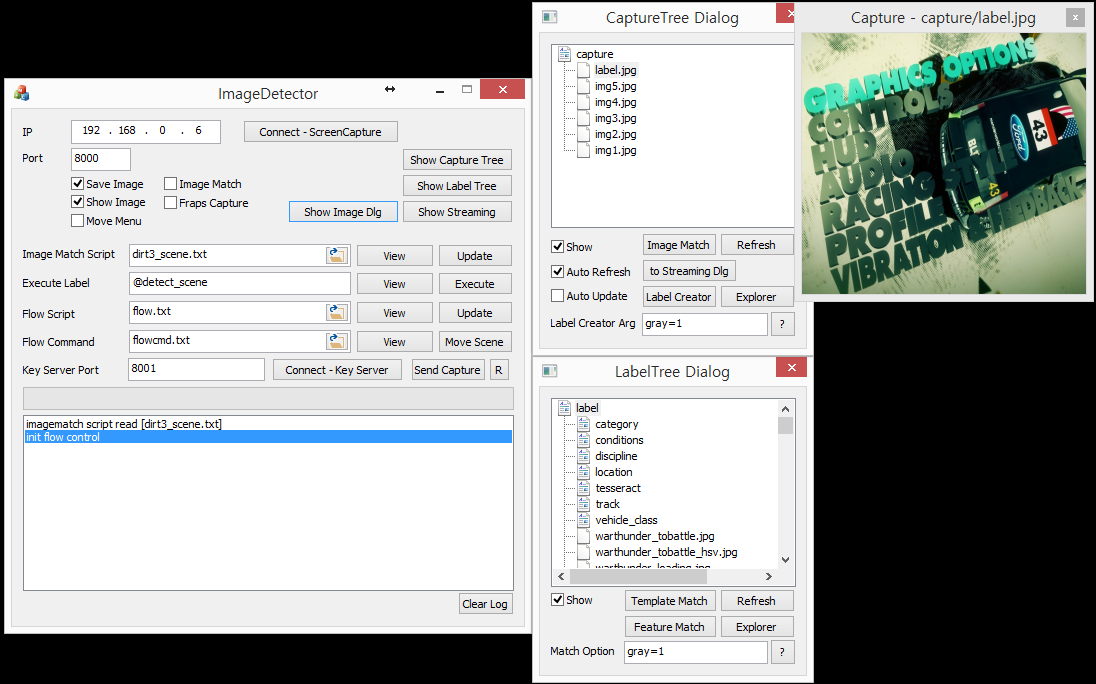 ImageDetector
IP 192 . 168 . 0 . 6 Connect - ScreenCapture
Port 8000
Show Capture Tree
Save Image Image Match Show Label Tree
Show Image Fraps Capture
Move Menu Show Image Dlg Show Streaming
Image Match Script dirt3_scene.txt View Update
Execute Label @detect_scene View Execute
Flow Script flow.txt View Update
Flow Command flowcmd.txt View Move Scene
Key Server Port 8001 Connect - Key Server Send Capture R
imagematch script read [dirt3_scene.txt]
init flow control
Clear Log
CaptureTree Dialog
capture
label.jpg
img5.jpg
img4.jpg
img3.jpg
img2.jpg
img1.jpg
Show Image Match Refresh
Auto Refresh to Streaming Dlg
Auto Update Label Creator Explorer
Label Creator Arg gray=1 ?
Capture - capture/label.jpg
x
GRAPHICS OPTIONS
CONTROLS
HUD
AUDIO
RACING STYLE
PROFILE
VIBRATION & FEEDBACK
Ford
43
43
LabelTree Dialog
label
category
conditions
discipline
location
tesseract
track
vehicle_class
warthunder_tobattle.jpg
warthunder_tobattle_hsv.jpg
warthunder_loading.jpg
Show Template Match Refresh
Feature Match Explorer
Match Option gray=1 ?